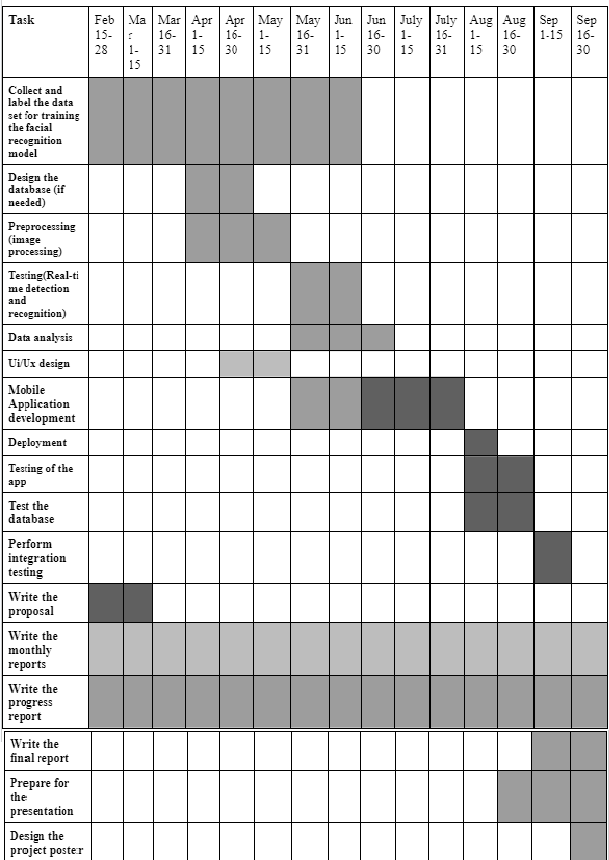 Task Feb 15-28 Mar 1-15 Mar 16-31 Apr 1-15 Apr 16-30 May 1-15 May 16-31 Jun 1-15 Jun 16-30 July 1-15 July 16-31 Aug 1-15 Aug 16-30 Sep 1-15 Sep 16-30
Collect and
label the data
set for training
the facial
recognition
model
Design the
database (if
needed)
Preprocessing
(image
processing)
Testing(Real-ti
me detection
and
recognition)
Data analysis
Ui/Ux design
Mobile
Application
development
Deployment
Testing of the
app
Test the
database
Perform
integration
testing
Write the
proposal
Write the
monthly
reports
Write the
progress
report
Write the
final report
Prepare for
the
presentation
Design the
project poster